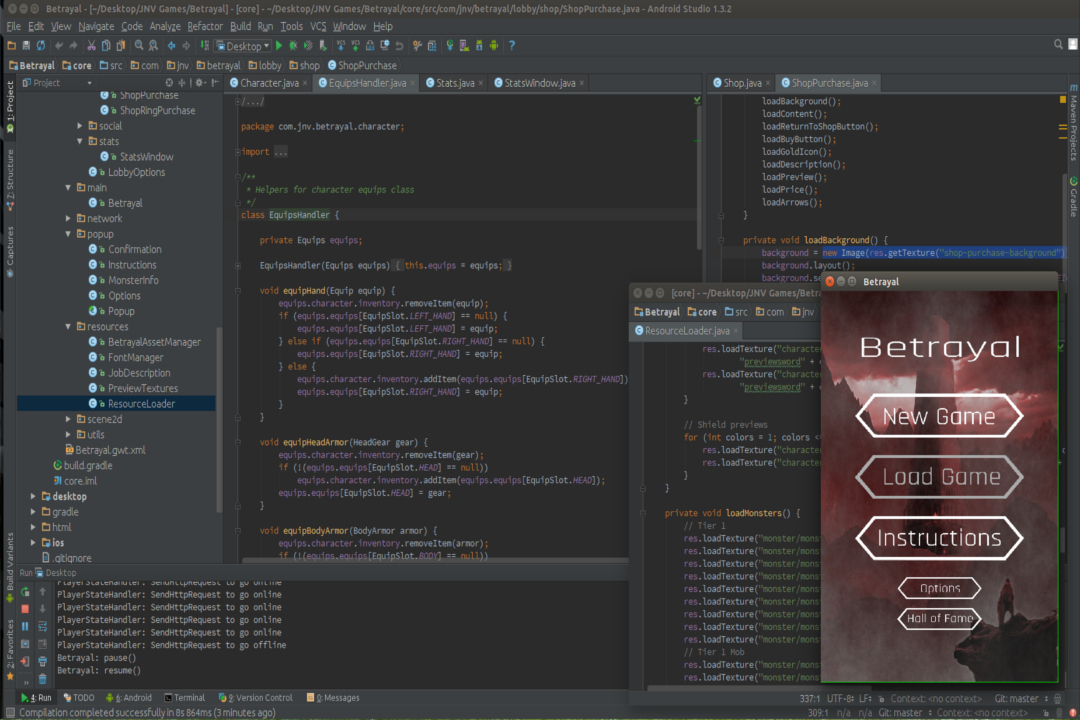 Betrayal - ~/Desktop/JNV Games/Betrayal] - [core] - ~/Desktop/JNV Games/Betrayal/core/src/com/jnv/betrayal/lobby/shop/ShopPurchase.java - Android Studio 1.3.2
File Edit View Navigate Code Analyze Refactor Build Run Tools VCS Window Help
Desktop
Betrayal core src com jnv betrayal lobby shop ShopPurchase
Project
Character.java EquipsHandler.java Stats.java StatsWindow.java
Shop.java ShopPurchase.java
1: Project
Z: Structure
Captures
Build Variants
2: Favorites
ShopPurchase
ShopRingPurchase
social
stats
StatsWindow
LobbyOptions
main
Betrayal
network
popup
Confirmation
Instructions
MonsterInfo
Options
Popup
resources
BetrayalAssetManager
FontManager
JobDescription
PreviewTextures
ResourceLoader
scene2d
utils
Betrayal.gwt.xml
build.gradle
core.iml
desktop
gradle
html
ios
.gitignore
/.../
package com.jnv.betrayal.character;
import ...
/**
* Helpers for character equips class
*/
class EquipsHandler {
private Equips equips;
EquipsHandler(Equips equips) { this.equips = equips; }
void equipHand(Equip equip) {
equips.character.inventory.removeItem(equip);
if (equips.equips[EquipSlot.LEFT_HAND] == null) {
equips.equips[EquipSlot.LEFT_HAND] = equip;
} else if (equips.equips[EquipSlot.RIGHT_HAND] == null) {
equips.equips[EquipSlot.RIGHT_HAND] = equip;
} else {
equips.character.inventory.addItem(equips.equips[EquipSlot.RIGHT_HAND])
equips.equips[EquipSlot.RIGHT_HAND] = equip;
}
}
void equipHeadArmor(HeadGear gear) {
equips.character.inventory.removeItem(gear);
if (!(equips.equips[EquipSlot.HEAD] == null))
equips.character.inventory.addItem(equips.equips[EquipSlot.HEAD]);
equips.equips[EquipSlot.HEAD] = gear;
}
void equipBodyArmor(BodyArmor armor) {
equips.character.inventory.removeItem(armor);
if (!(equips.equips[EquipSlot.BODY] == null))
loadBackground();
loadContent();
loadReturnToShopButton();
loadBuyButton();
loadGoldIcon();
loadDescription();
loadPreview();
loadPrice();
loadArrows();
}
private void loadBackground() {
background = new Image(res.getTexture("shop-purchase-background")
background.layout();
background.se
Maven Projects
Gradle
[core] - ~/Desktop/JNV Games/Betra
Betrayal core src com jnv
ResourceLoader.java
res.loadTexture("character
"previewsword" +
res.loadTexture("character
"previewsword" +
}
// Shield previews
for (int colors = 1; colors <
res.loadTexture("character
res.loadTexture("character
}
}
private void loadMonsters() {
// Tier 1
res.loadTexture("monster/mons
res.loadTexture("monster/mons
res.loadTexture("monster/mons
res.loadTexture("monster/mons
res.loadTexture("monster/mons
res.loadTexture("monster/mons
res.loadTexture("monster/mons
res.loadTexture("monster/mons
res.loadTexture("monster/mons
// Tier 1 Mob
res.loadTexture("monster/mons
Betrayal
Betrayal
New Game
Load Game
Instructions
Options
Hall of Fame
337:1 UTF-8 LF Context: <no context> Git: master
Run Desktop
PlayerStateHandler: SendHttpRequest to go online
PlayerStateHandler: SendHttpRequest to go online
PlayerStateHandler: SendHttpRequest to go online
PlayerStateHandler: SendHttpRequest to go online
PlayerStateHandler: SendHttpRequest to go online
PlayerStateHandler: SendHttpRequest to go offline
Betrayal: pause()
Betrayal: resume()
4: Run TODO 6: Android Terminal 9: Version Control 0: Messages
Compilation completed successfully in 8s 864ms (3 minutes ago)
309:1 n/a n/a Git: master Context: <no context>